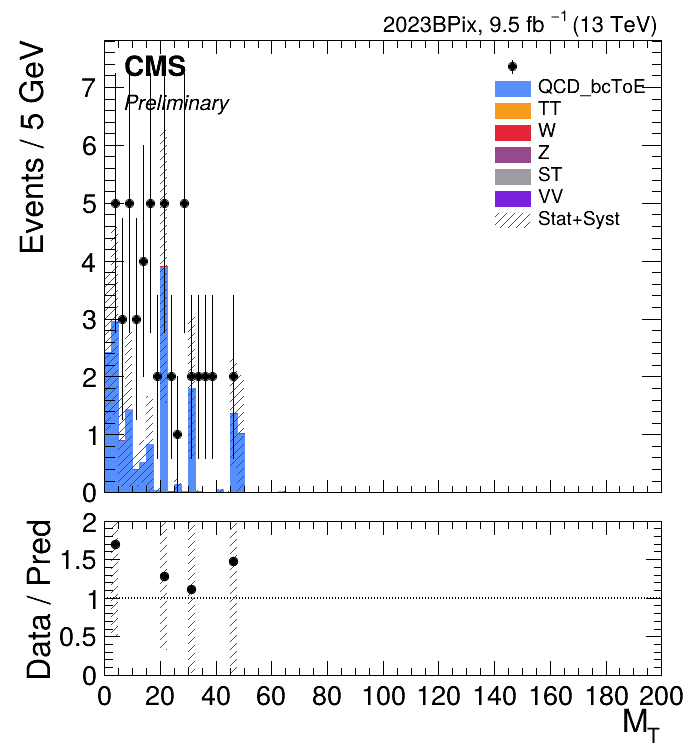 2023BPix, 9.5 fb ⁻¹ (13 TeV)
Events / 5 GeV
7
6
5
4
3
2
1
0
CMS
Preliminary
QCD_bcToE
TT
W
Z
ST
VV
Stat+Syst
Data / Pred
2
1.5
1
0.5
0
0 20 40 60 80 100 120 140 160 180 200
M_T